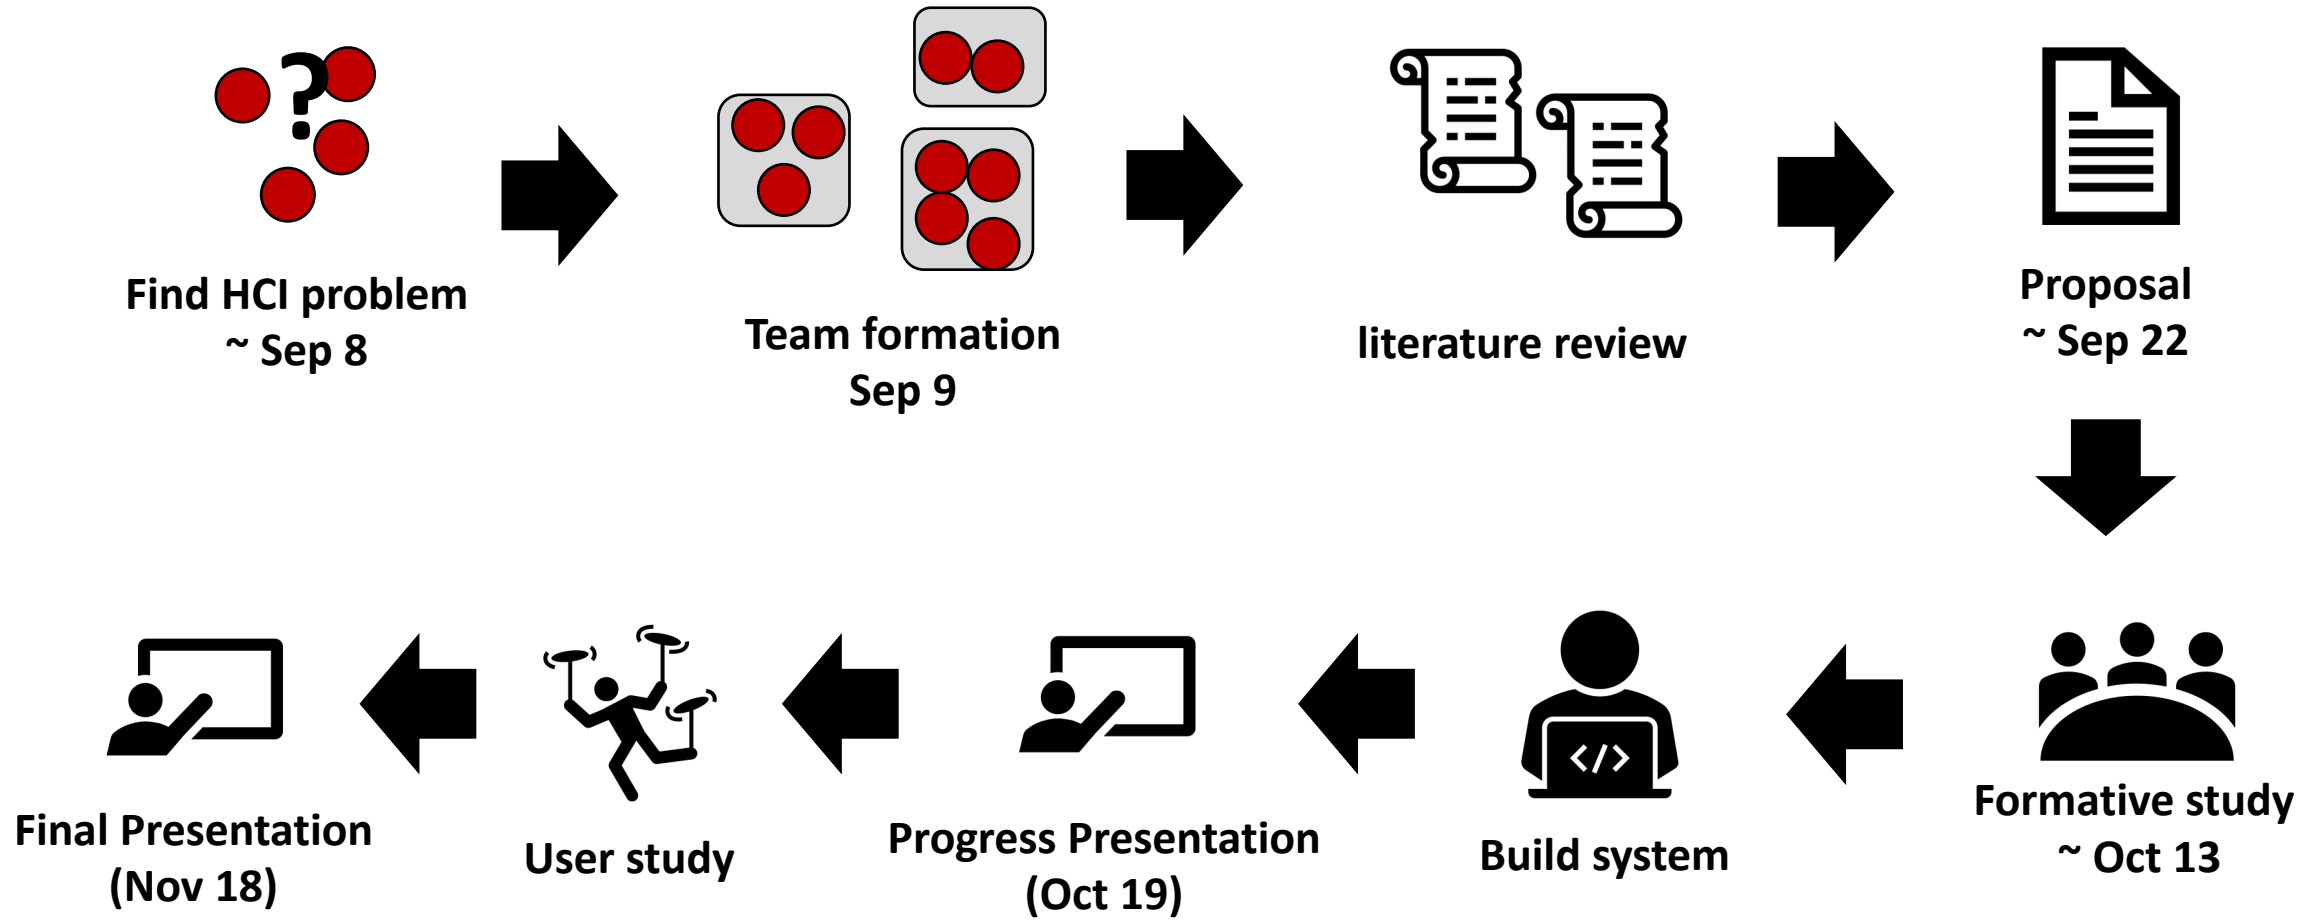 ?
Find HCI problem
~ Sep 8
Team formation
Sep 9
literature review
Proposal
~ Sep 22
Formative study
~ Oct 13
</>
Build system
Progress Presentation
(Oct 19)
User study
Final Presentation
(Nov 18)